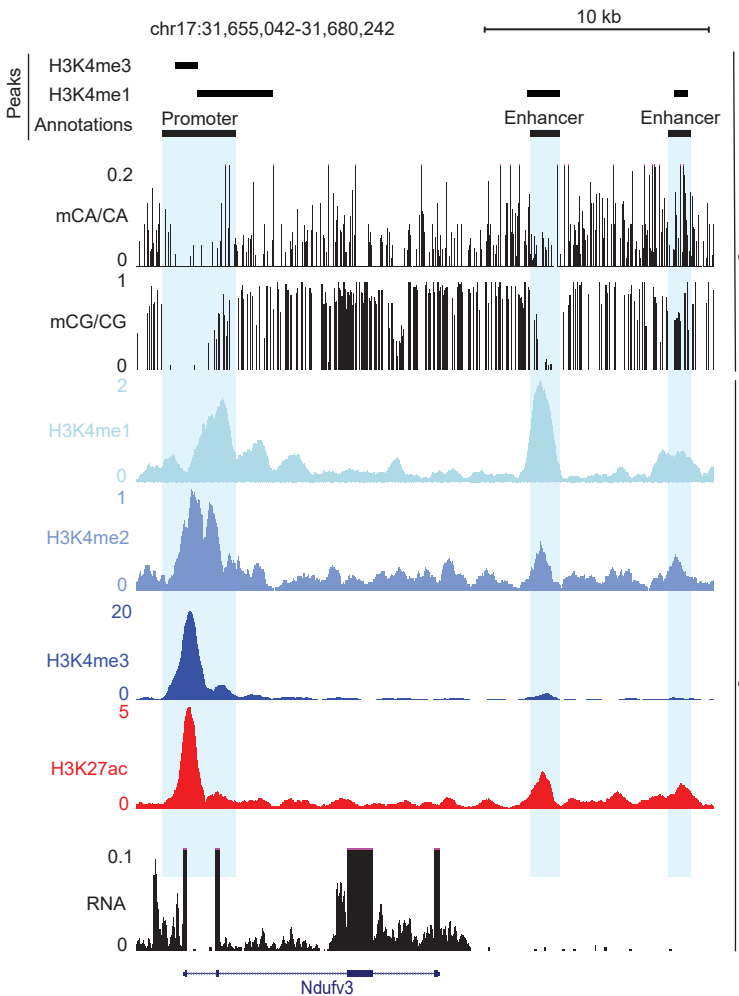 10 kb
chr17:31,655,042-31,680,242
Peaks
H3K4me3
H3K4me1
Annotations Promoter Enhancer Enhancer
0.2
mCA/CA
0
1
mCG/CG
0
2
H3K4me1
0
1
H3K4me2
0
20
H3K4me3
0
5
H3K27ac
0
0.1
RNA
0
Ndufv3